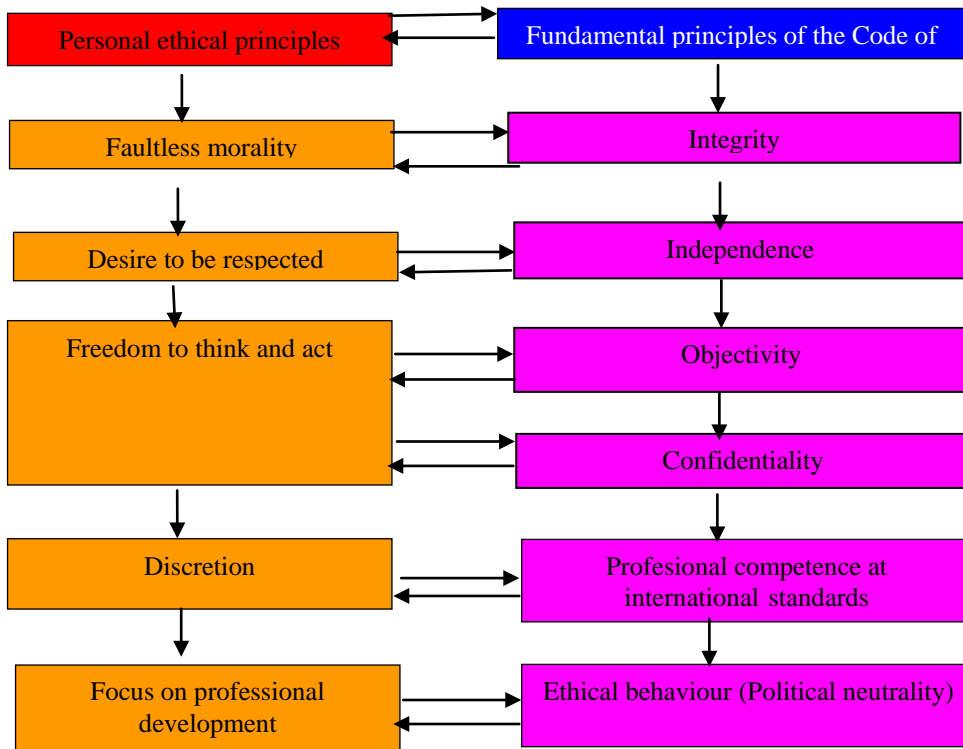 Personal ethical principles
Fundamental principles of the Code of
Faultless morality
Integrity
Desire to be respected
Independence
Freedom to think and act
Objectivity
Confidentiality
Discretion
Profesional competence at
international standards
Focus on professional
development
Ethical behaviour (Political neutrality)